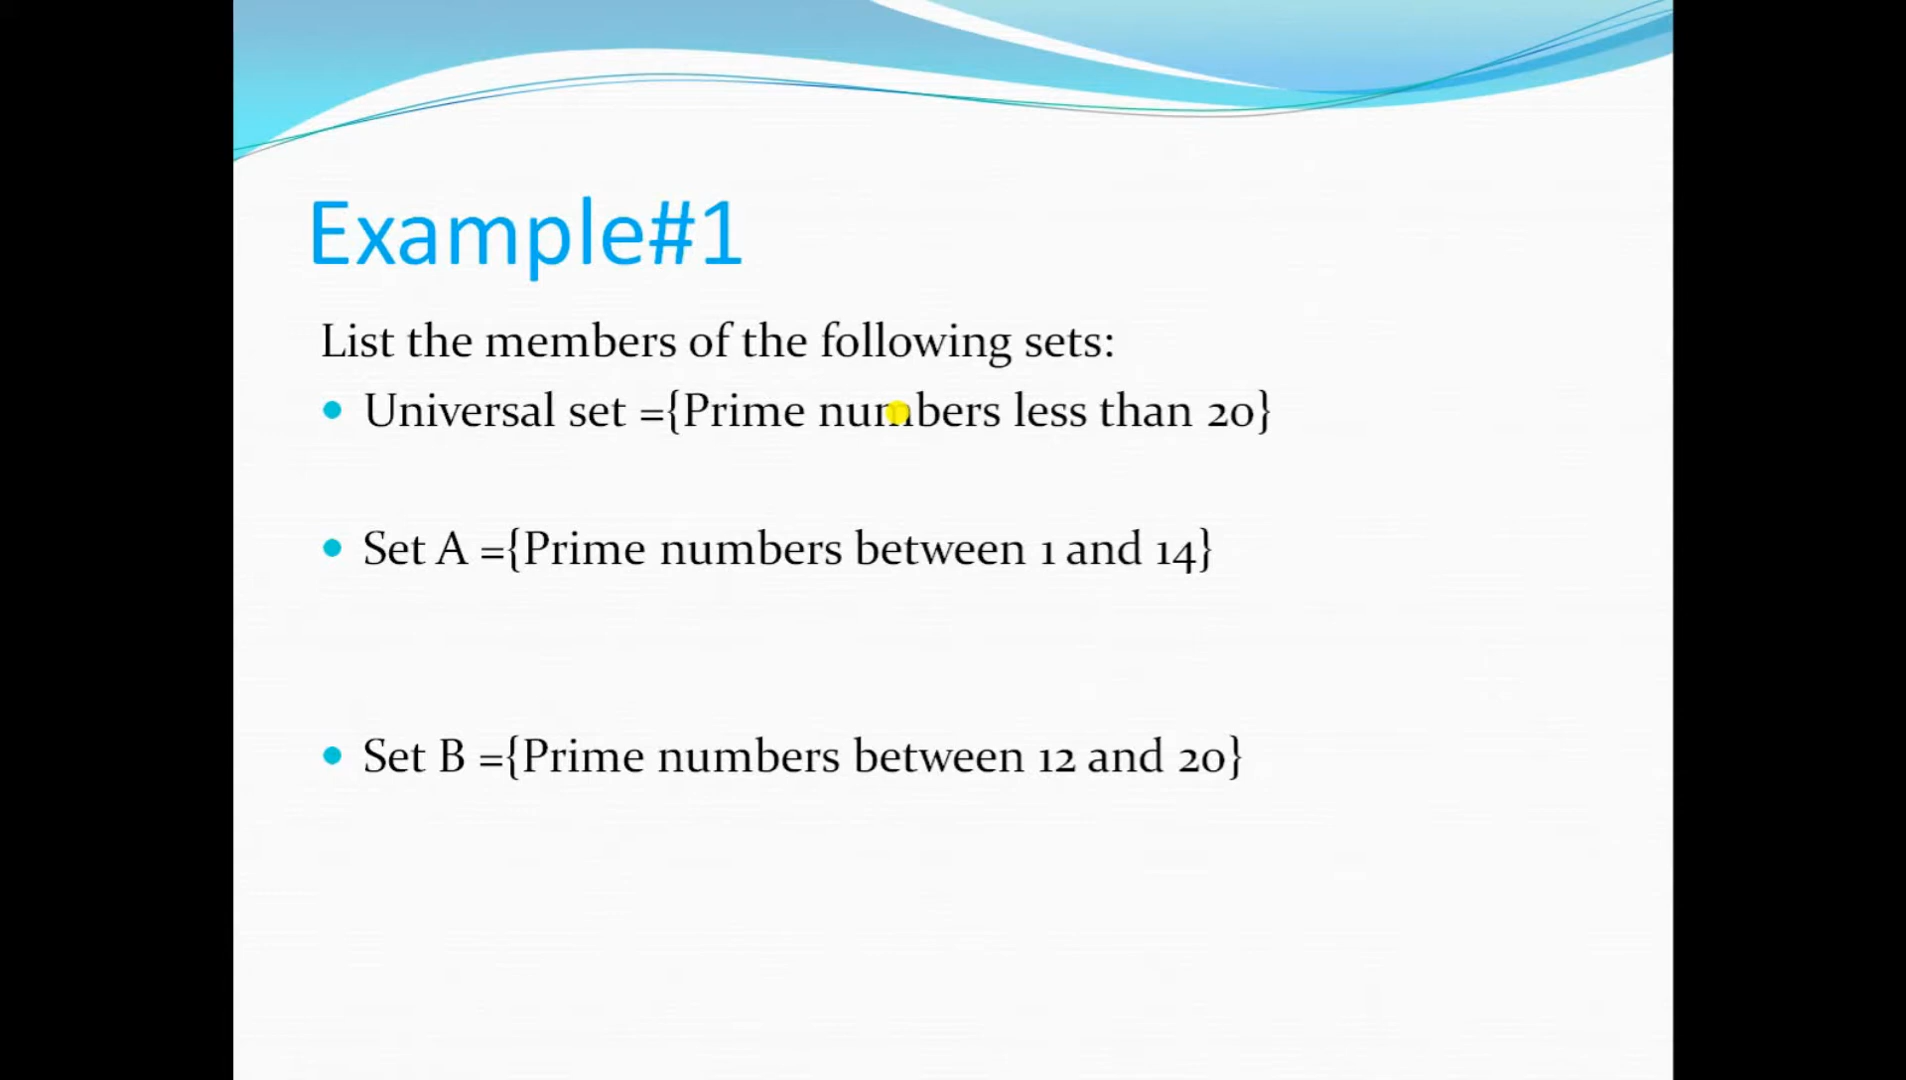 Example#1
List the members of the following sets:
Universal set ={Prime numbers less than 20}
Set A ={Prime numbers between 1 and 14}
Set B ={Prime numbers between 12 and 20}